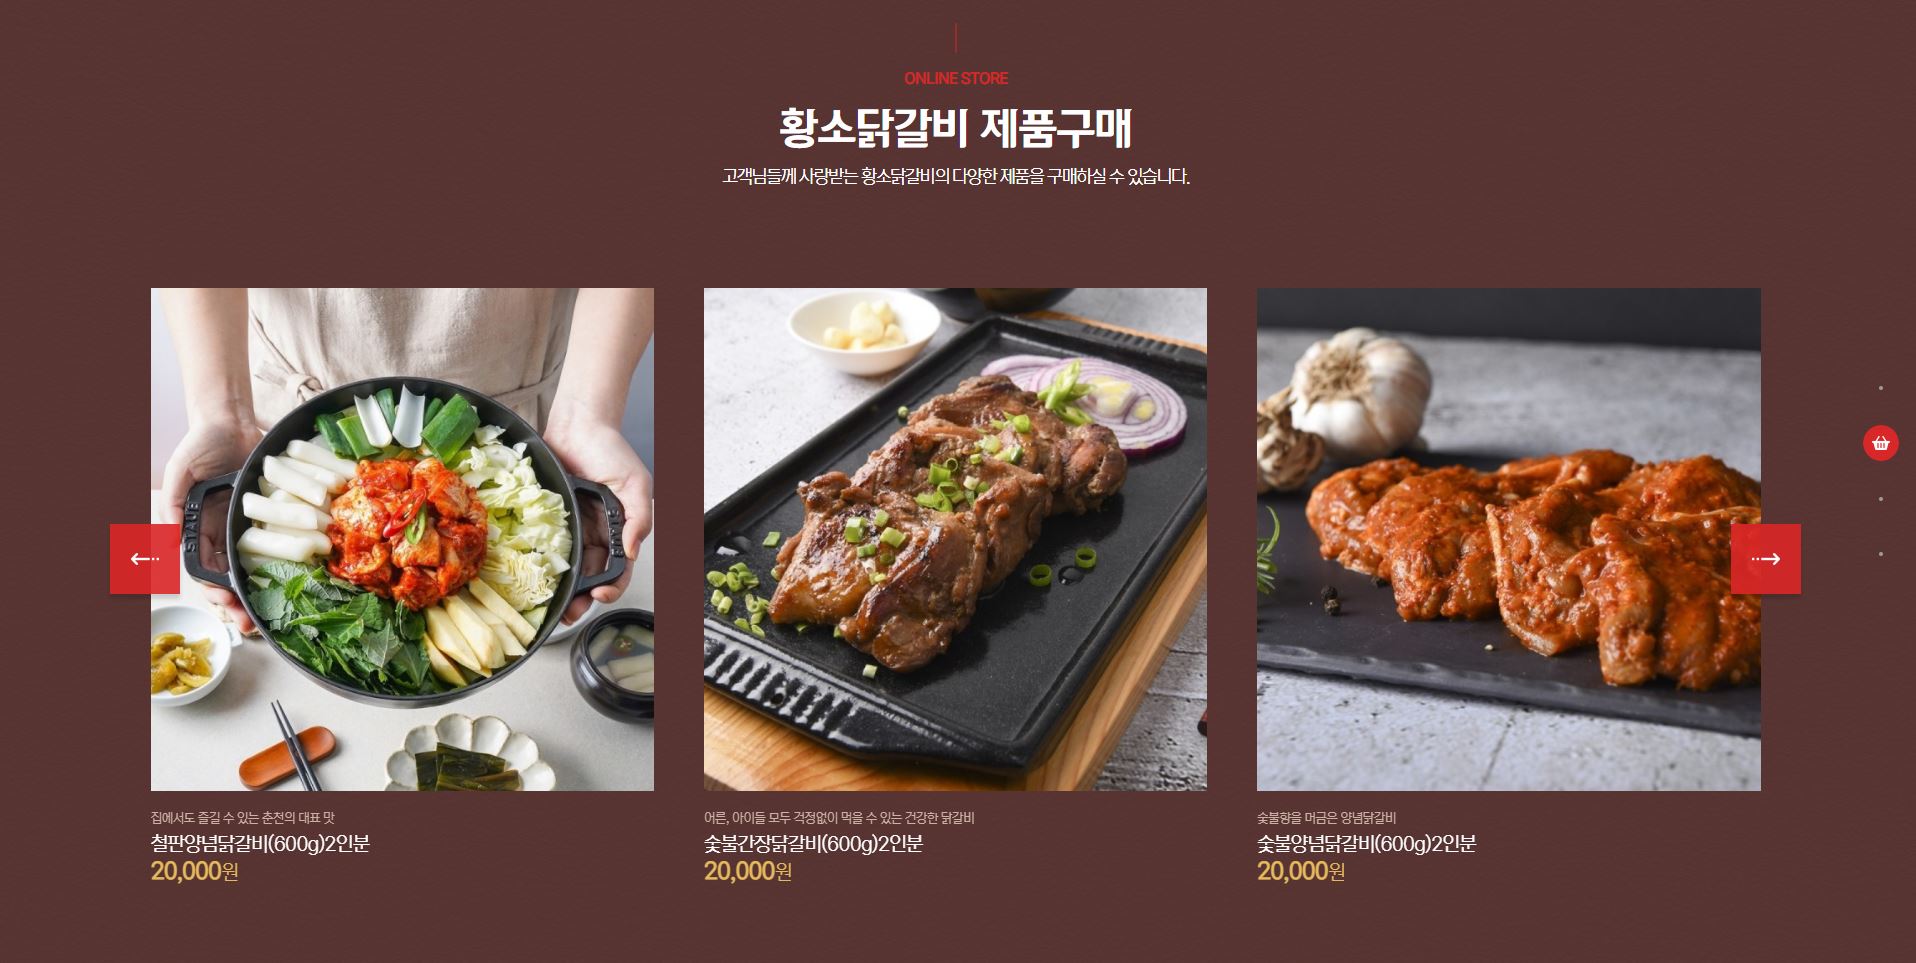 ONLINE STORE
황소닭갈비 제품구매
고객님들께 사랑받는 황소닭갈비의 다양한 제품을 구매하실 수 있습니다.
STAUB
집에서도 즐길 수 있는 춘천의 대표 맛
철판양념닭갈비(600g)2인분
20,000원
어른, 아이들 모두 걱정없이 먹을 수 있는 건강한 닭갈비
숯불간장닭갈비(600g)2인분
20,000원
숯불향을 머금은 양념닭갈비
숯불양념닭갈비(600g)2인분
20,000원